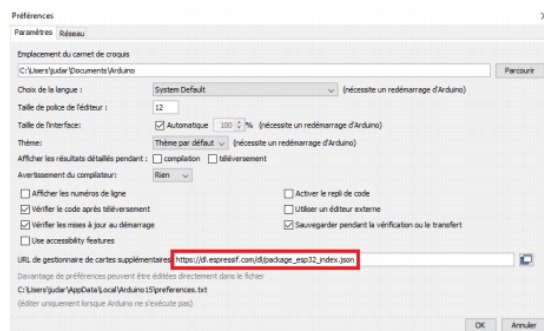 Préférences
Paramètres Réseau
Emplacement du carnet de croquis
C:\Users\judar\Documents\Arduino Parcourir
Choix de la langue : System Default (nécessite un redémarrage d'Arduino)
Taille de police de l'éditeur : 12
Taille de l'interface: Automatique 100 % (nécessite un redémarrage d'Arduino)
Thème: Thème par défaut (nécessite un redémarrage d'Arduino)
Afficher les résultats détaillés pendant : compilation téléversement
Avertissement du compilateur: Rien
Afficher les numéros de ligne Activer le repli de code
Vérifier le code après téléversement Utiliser un éditeur externe
Vérifier les mises à jour au démarrage Sauvegarder pendant la vérification ou le transfert
Use accessibility features
URL de gestionnaire de cartes supplémentaires https://dl.espressif.com/dl/package_esp32_index.json
Davantage de préférences peuvent être éditées directement dans le fichier
C:\Users\judar\AppData\Local\Arduino15\preferences.txt
(éditer uniquement lorsque Arduino ne s'exécute pas)
OK Annuler